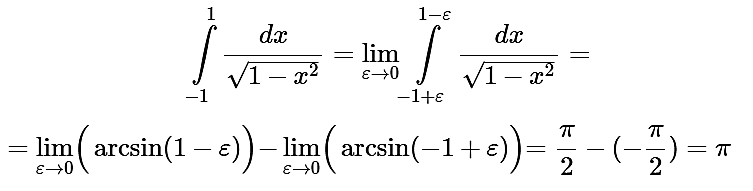 ∫_{-1}^{1} dx/√(1 − x²) = lim_{ε→0} ∫_{-1+ε}^{1−ε} dx/√(1 − x²) =
= lim_{ε→0}( arcsin(1 − ε)) − lim_{ε→0}( arcsin(−1 + ε)) = π/2 − (−π/2) = π